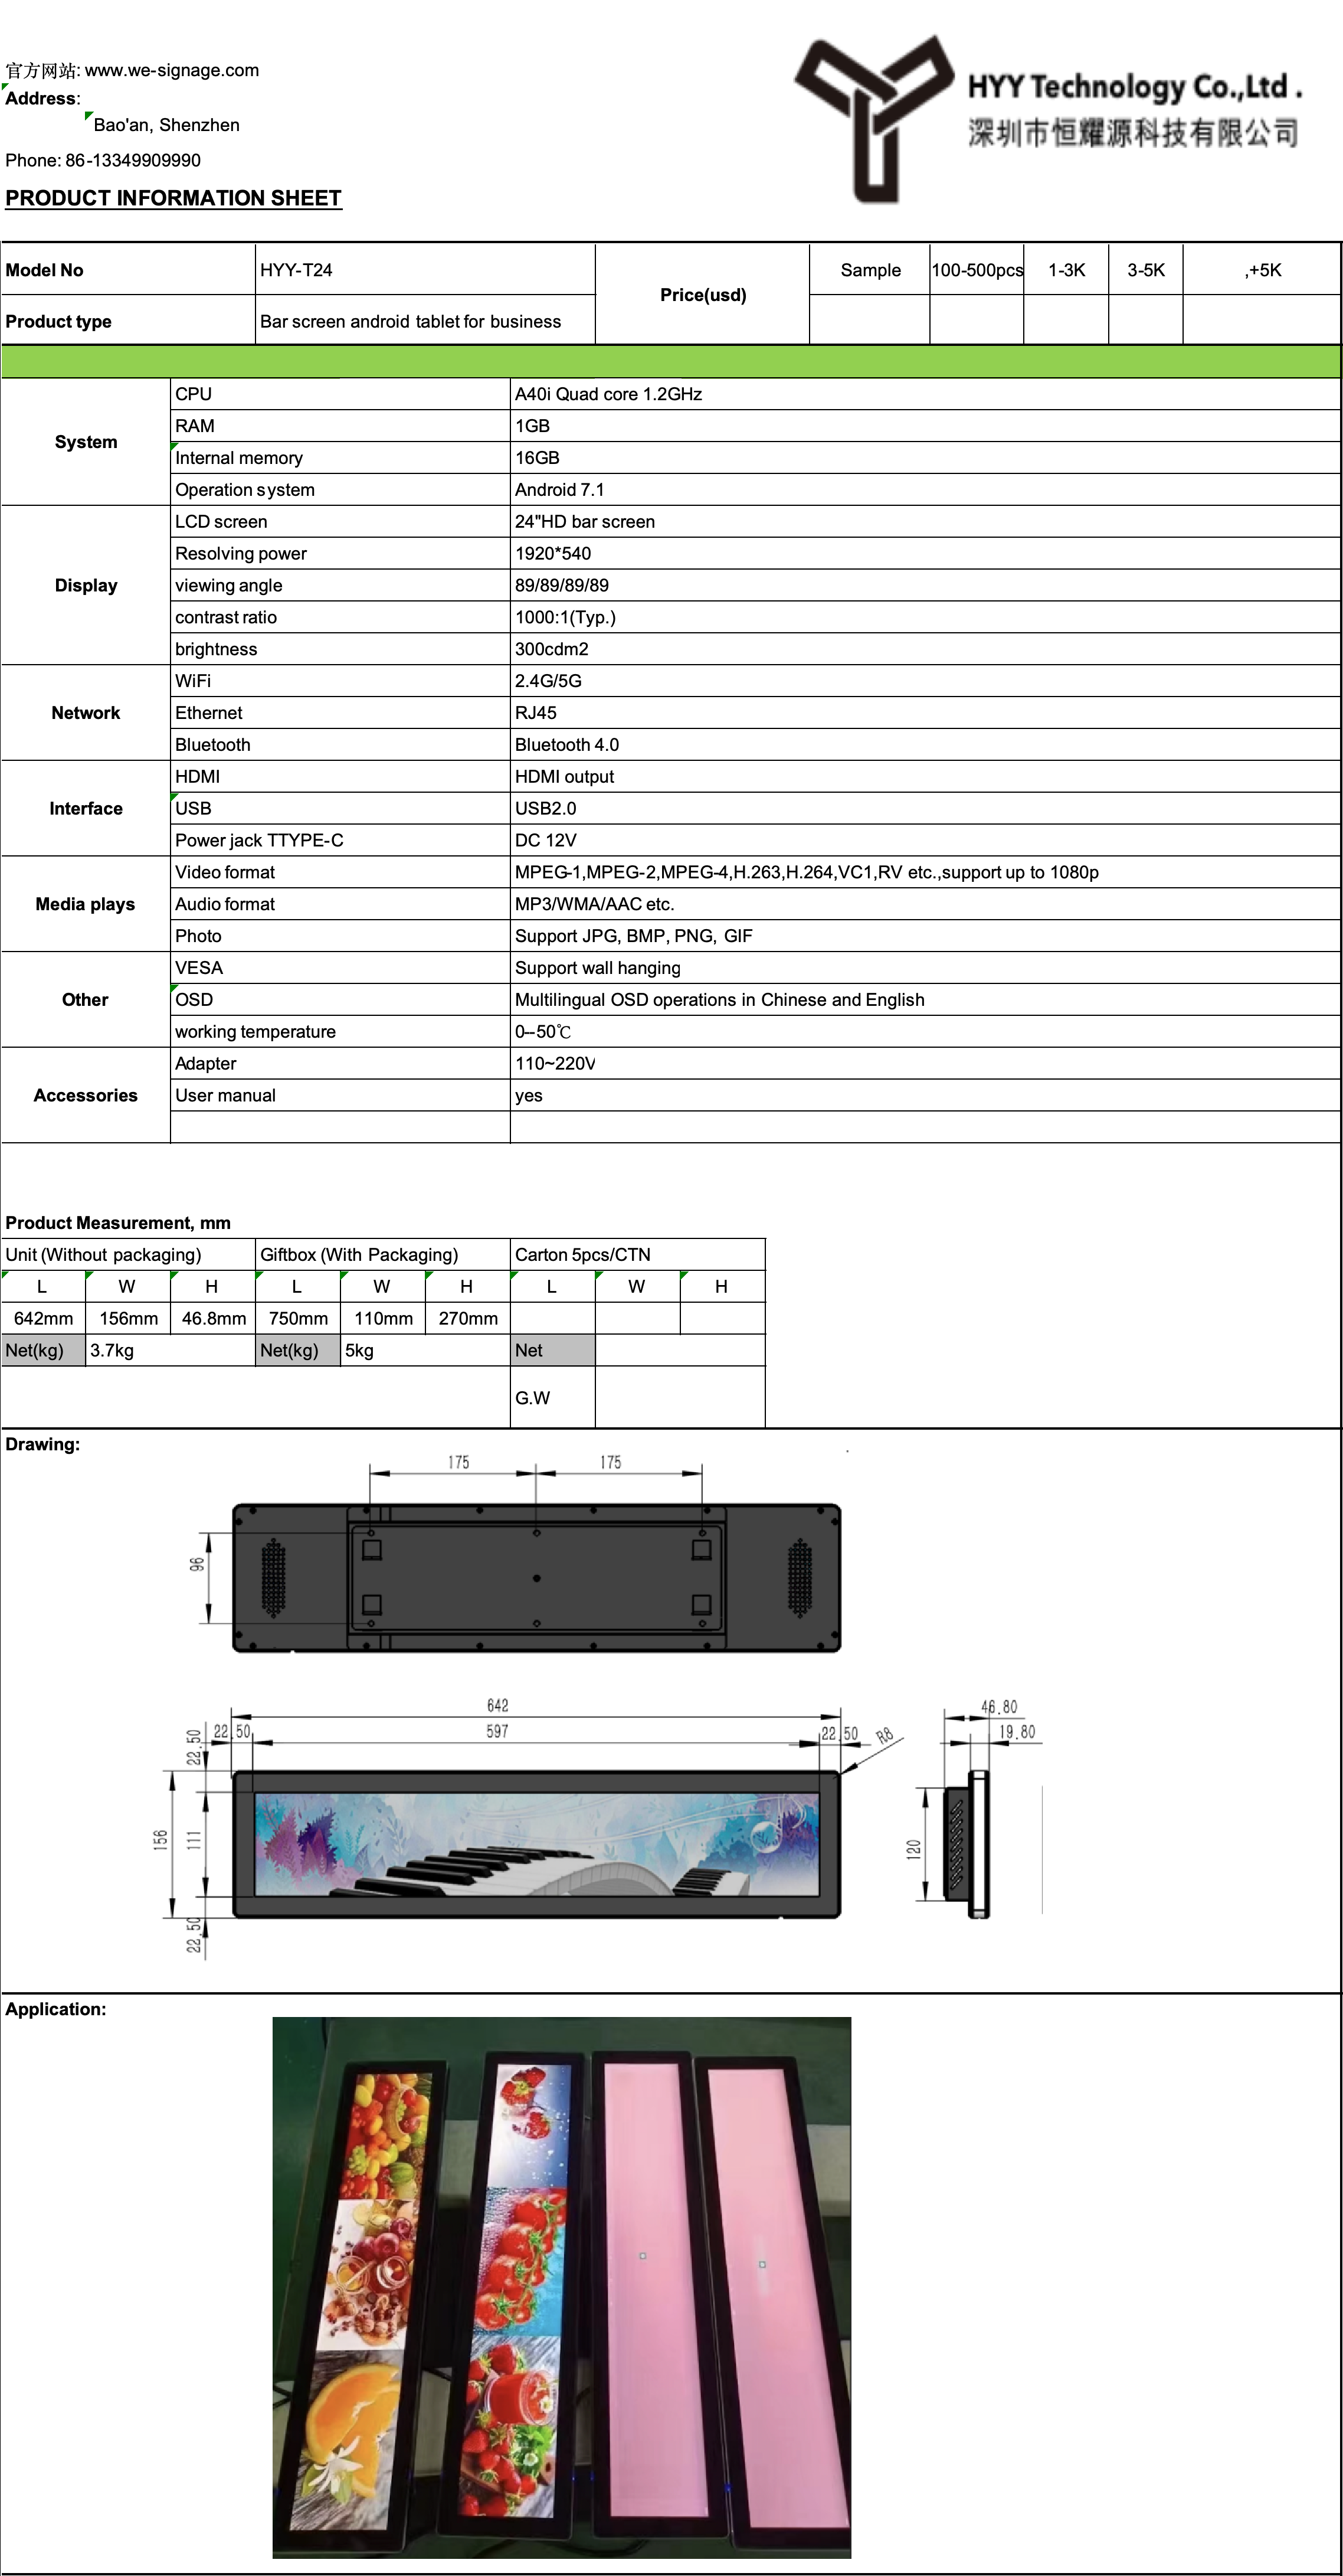 官方网站: www.we-signage.com
Address:
Bao'an, Shenzhen
Phone: 86-13349909990
PRODUCT INFORMATION SHEET
HYY Technology Co.,Ltd .
深圳市恒耀源科技有限公司
Model No HYY-T24 Price(usd) Sample 100-500pcs 1-3K 3-5K ,+5K
Product type Bar screen android tablet for business
System
CPU A40i Quad core 1.2GHz
RAM 1GB
Internal memory 16GB
Operation system Android 7.1
Display
LCD screen 24"HD bar screen
Resolving power 1920*540
viewing angle 89/89/89/89
contrast ratio 1000:1(Typ.)
brightness 300cdm2
Network
WiFi 2.4G/5G
Ethernet RJ45
Bluetooth Bluetooth 4.0
Interface
HDMI HDMI output
USB USB2.0
Power jack TTYPE-C DC 12V
Media plays
Video format MPEG-1,MPEG-2,MPEG-4,H.263,H.264,VC1,RV etc.,support up to 1080p
Audio format MP3/WMA/AAC etc.
Photo Support JPG, BMP, PNG, GIF
Other
VESA Support wall hanging
OSD Multilingual OSD operations in Chinese and English
working temperature 0--50℃
Accessories
Adapter 110~220V
User manual yes
Product Measurement, mm
Unit (Without packaging) Giftbox (With Packaging) Carton 5pcs/CTN
L W H L W H L W H
642mm 156mm 46.8mm 750mm 110mm 270mm
Net(kg) 3.7kg Net(kg) 5kg Net
G.W
Drawing:
175 175
96
642
22.50 597 22.50 R8
22.50
156 111
22.50
46.80
19.80
120
Application: